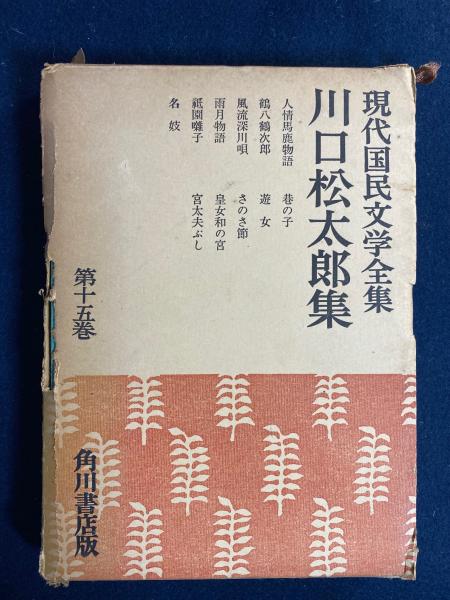 現代国民文学全集
川口松太郎集
人情馬鹿物語　巷の子
鶴八鶴次郎　遊女
風流深川唄　さのさ節
雨月物語　皇女和の宮
祇園囃子　宮太夫ぶし
名妓
第十五巻
角川書店版